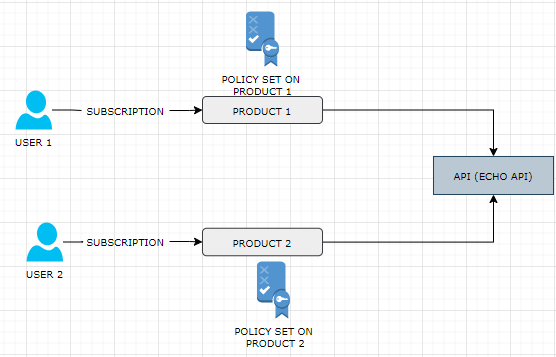 POLICY SET ON
PRODUCT 1
SUBSCRIPTION
PRODUCT 1
USER 1
API (ECHO API)
SUBSCRIPTION
PRODUCT 2
USER 2
POLICY SET ON
PRODUCT 2